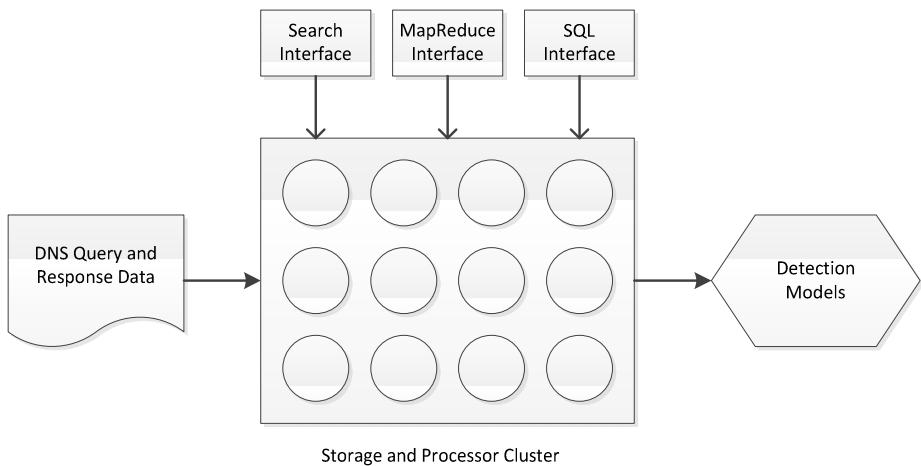 Search
Interface
MapReduce
Interface
SQL
Interface
DNS Query and
Response Data
Detection
Models
Storage and Processor Cluster